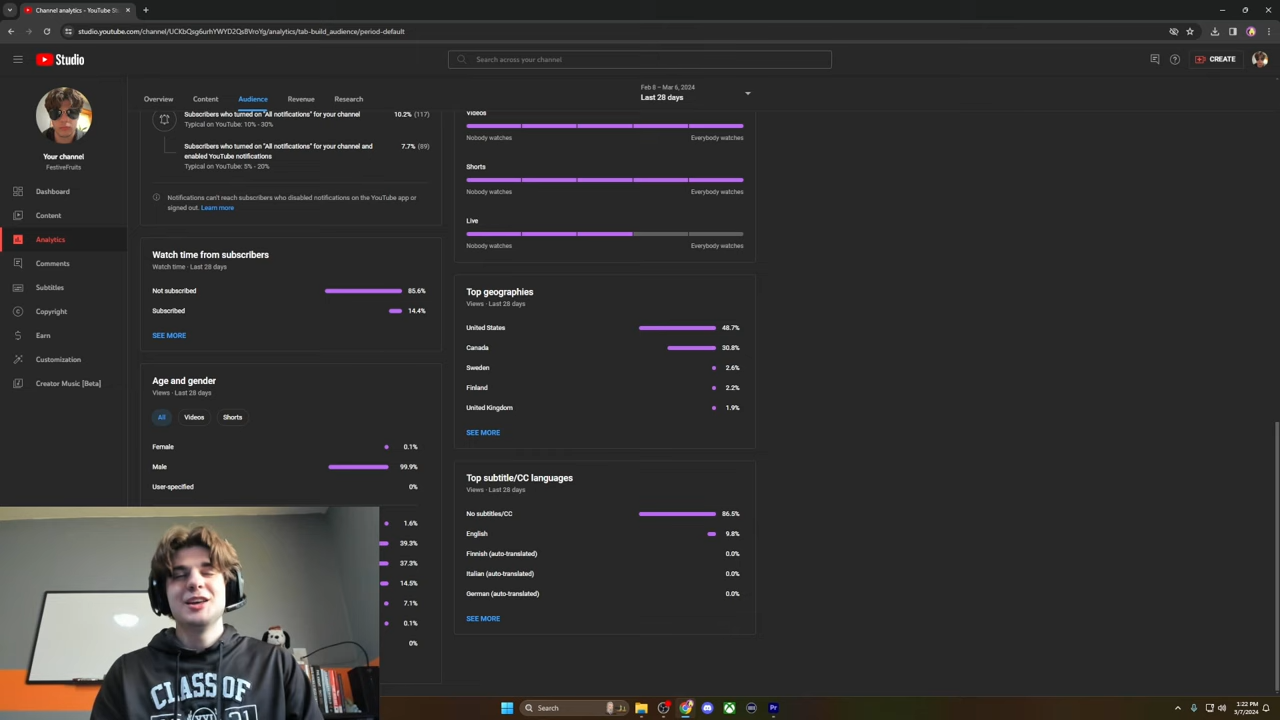 Channel analytics - YouTube St
studio.youtube.com/channel/UCKbQsg6urhYWYD2Qs8VroYg/analytics/tab-build_audience/period-default
Studio
Search across your channel
CREATE
Overview
Content
Audience
Revenue
Research
Feb 8 – Mar 6, 2024
Last 28 days
Your channel
FestiveFruits
Dashboard
Content
Analytics
Comments
Subtitles
Copyright
Earn
Customization
Creator Music [Beta]
Subscribers who turned on "All notifications" for your channel 10.2% (117)
Typical on YouTube: 10% - 30%
Subscribers who turned on "All notifications" for your channel and 7.7% (89)
enabled YouTube notifications
Typical on YouTube: 5% - 20%
Notifications can't reach subscribers who disabled notifications on the YouTube app or
signed out. Learn more
Watch time from subscribers
Watch time · Last 28 days
Not subscribed 85.6%
Subscribed 14.4%
SEE MORE
Age and gender
Views · Last 28 days
All Videos Shorts
Female 0.1%
Male 99.9%
User-specified 0%
1.6%
39.3%
37.3%
14.5%
7.1%
0.1%
0%
Videos
Nobody watches Everybody watches
Shorts
Nobody watches Everybody watches
Live
Nobody watches Everybody watches
Top geographies
Views · Last 28 days
United States 48.7%
Canada 30.8%
Sweden 2.6%
Finland 2.2%
United Kingdom 1.9%
SEE MORE
Top subtitle/CC languages
Views · Last 28 days
No subtitles/CC 86.5%
English 9.8%
Finnish (auto-translated) 0.0%
Italian (auto-translated) 0.0%
German (auto-translated) 0.0%
SEE MORE
CLASS OF
21
Search
Pr
1:22 PM
3/7/2024